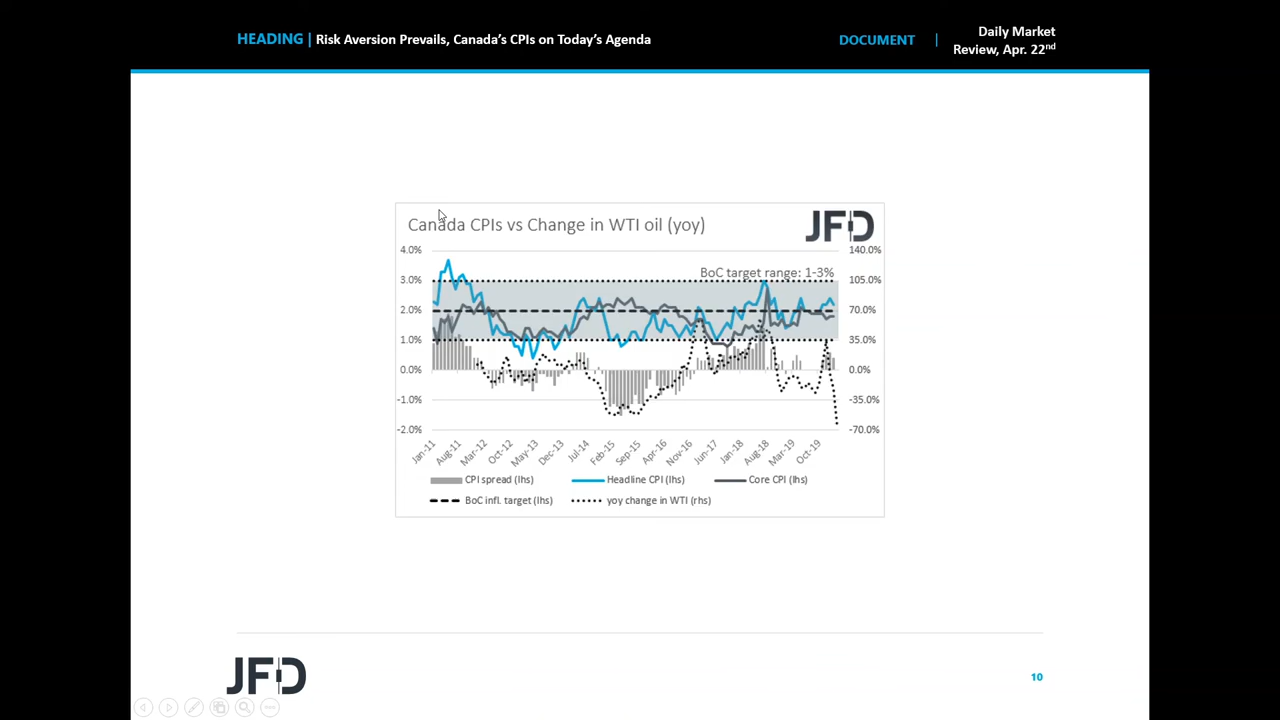 HEADING | Risk Aversion Prevails, Canada's CPIs on Today's Agenda
DOCUMENT | Daily Market
Review, Apr. 22nd
Canada CPIs vs Change in WTI oil (yoy)
JFD
4.0%
3.0%
2.0%
1.0%
0.0%
-1.0%
-2.0%
BoC target range: 1-3%
140.0%
105.0%
70.0%
35.0%
0.0%
-35.0%
-70.0%
Jan-11
Aug-11
Mar-12
Oct-12
May-13
Dec-13
Jul-14
Feb-15
Sep-15
Apr-16
Nov-16
Jun-17
Jan-18
Aug-18
Mar-19
Oct-19
CPI spread (lhs)
Headline CPI (lhs)
Core CPI (lhs)
BoC infl. target (lhs)
yoy change in WTI (rhs)
JFD
10